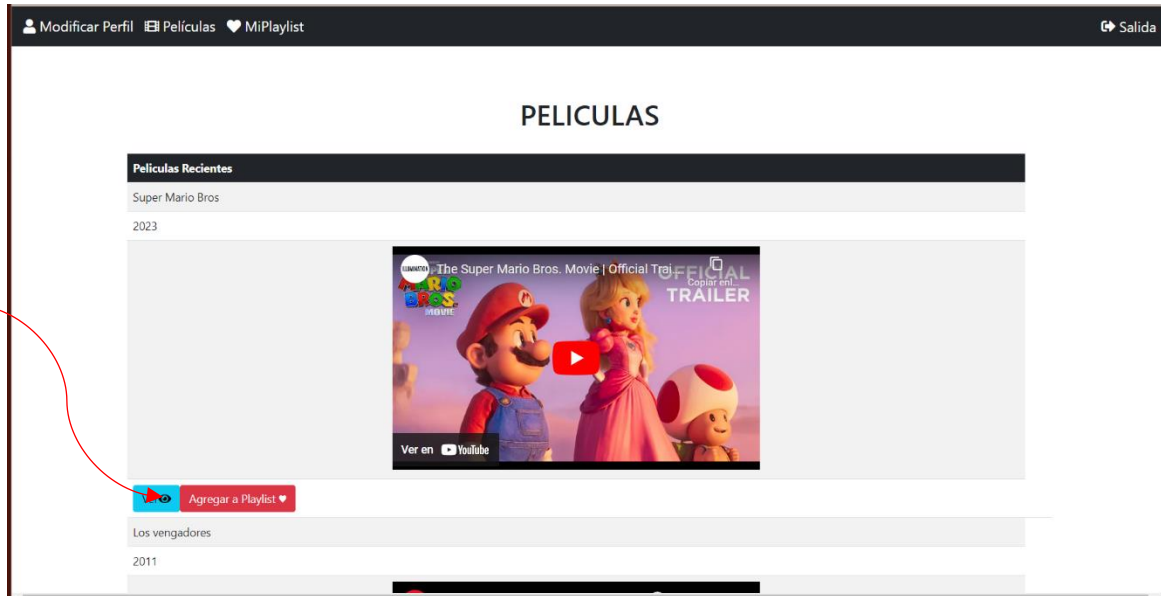 Modificar Perfil Películas MiPlaylist Salida
PELICULAS
Peliculas Recientes
Super Mario Bros
2023
ILLUMINATION The Super Mario Bros. Movie | Official Trai...
Copiar enl...
OFFICIAL
TRAILER
MARIO
BROS.
MOVIE
Ver en YouTube
Agregar a Playlist ♥
Los vengadores
2011